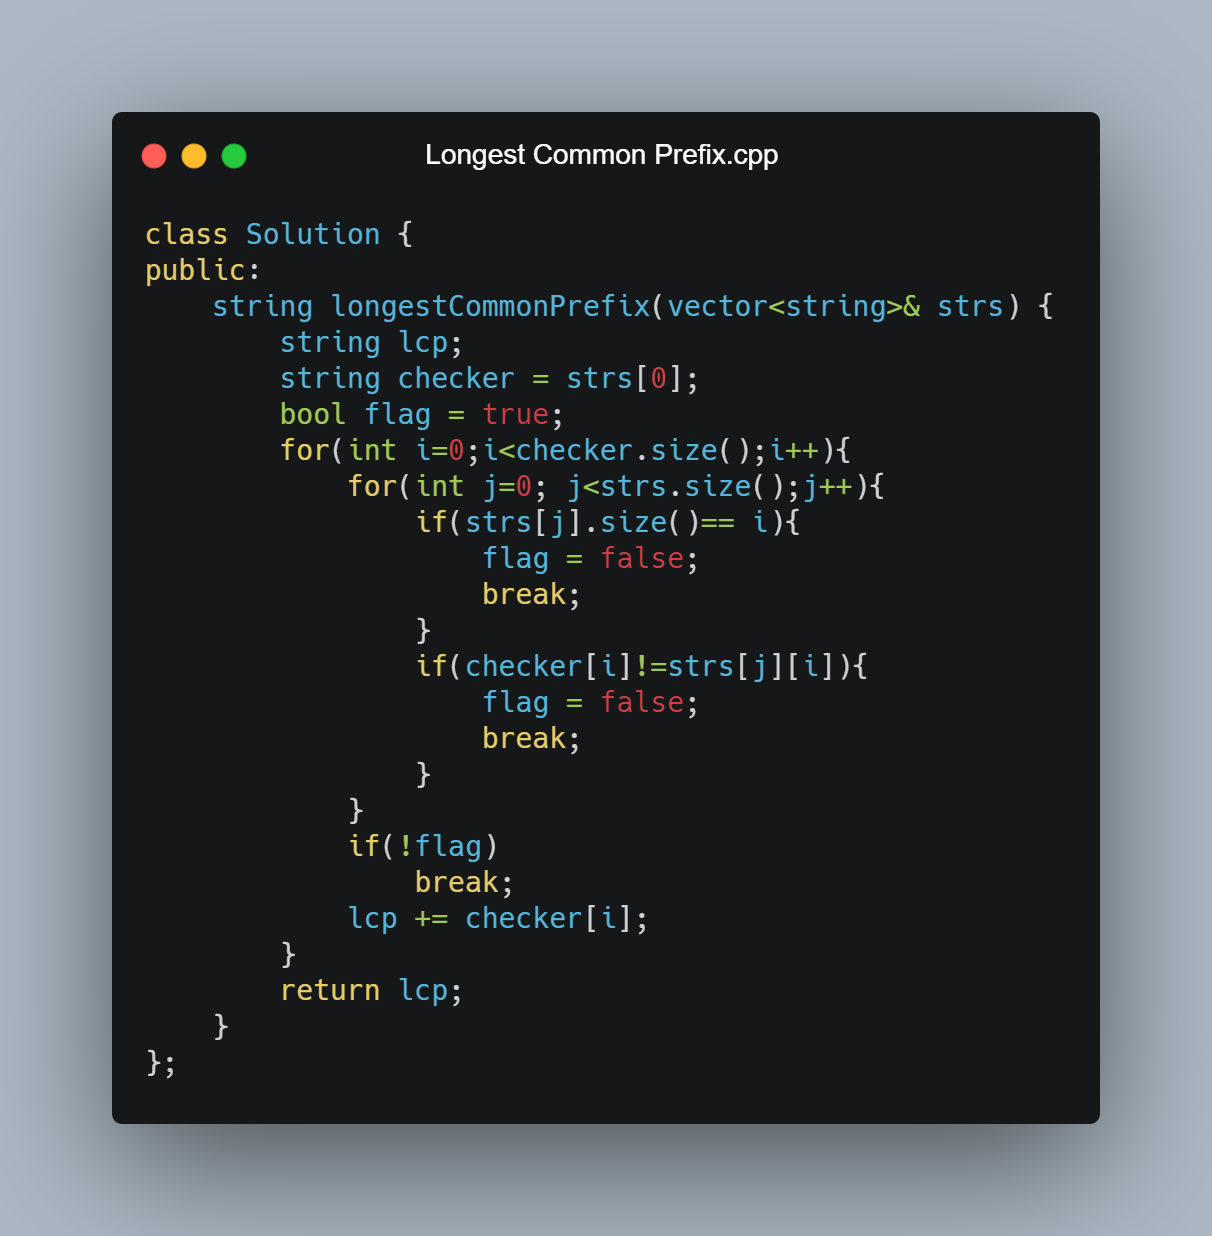 Longest Common Prefix.cpp
class Solution {
public:
    string longestCommonPrefix(vector<string>& strs) {
        string lcp;
        string checker = strs[0];
        bool flag = true;
        for(int i=0;i<checker.size();i++){
            for(int j=0; j<strs.size();j++){
                if(strs[j].size()== i){
                    flag = false;
                    break;
                }
                if(checker[i]!=strs[j][i]){
                    flag = false;
                    break;
                }
            }
            if(!flag)
                break;
            lcp += checker[i];
        }
        return lcp;
    }
};